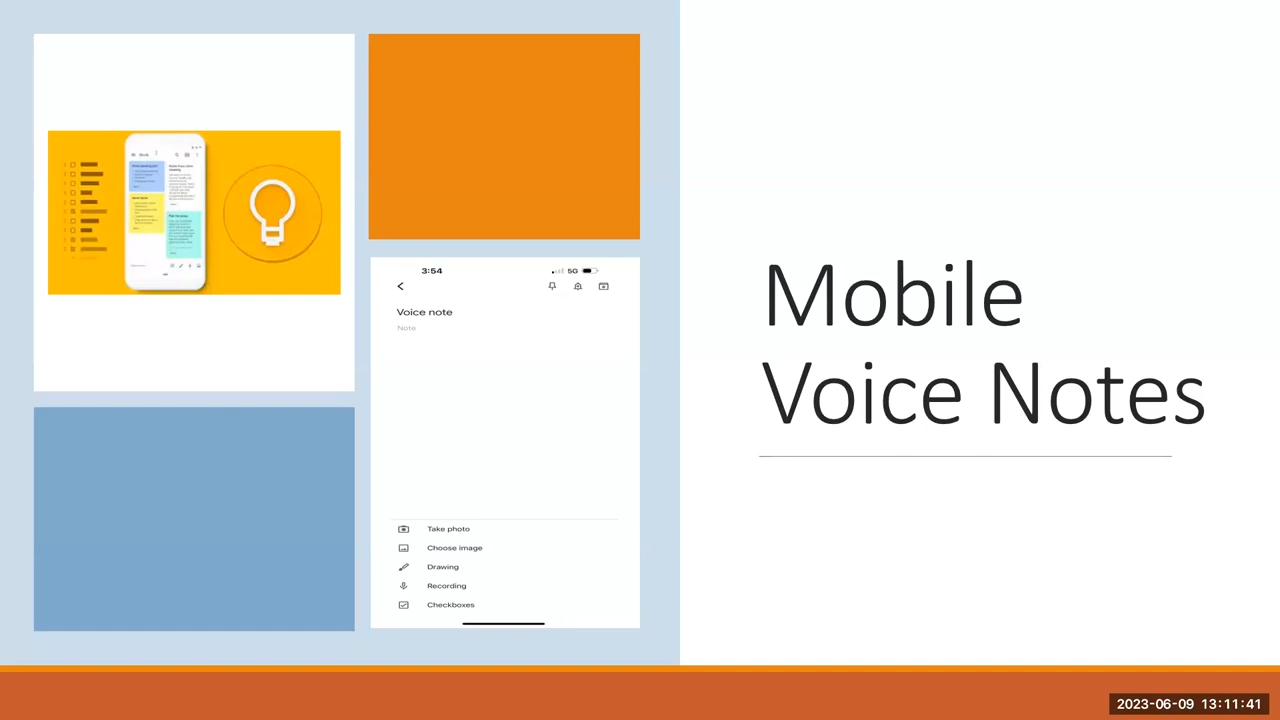 3:54
5G
Voice note
Note
Take photo
Choose image
Drawing
Recording
Checkboxes
Mobile
Voice Notes
2023-06-09 13:11:41